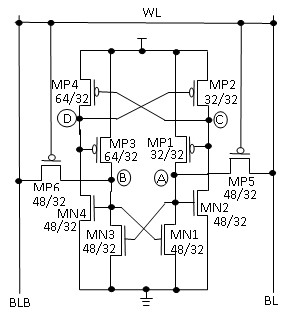 WL
MP4
64/32
MP2
32/32
D
C
MP3
64/32
MP1
32/32
B
A
MP6
48/32
MP5
48/32
MN4
48/32
MN2
48/32
MN3
48/32
MN1
48/32
BLB
BL